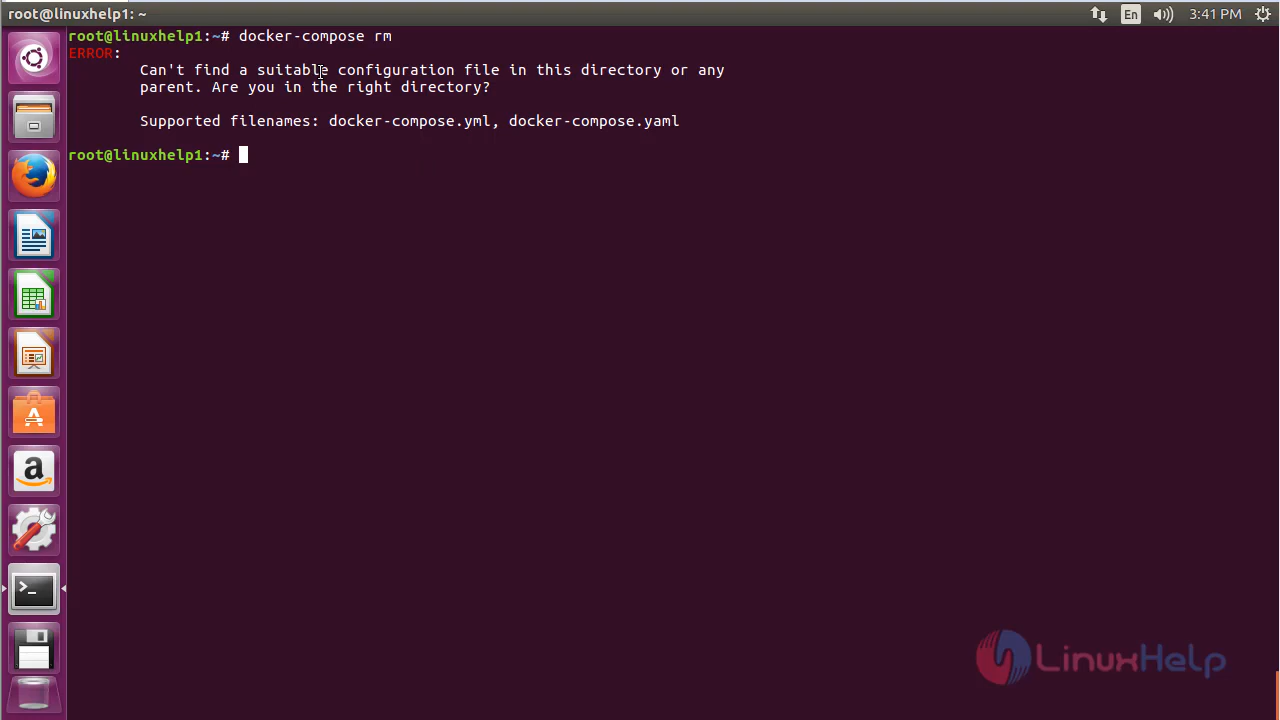 root@linuxhelp1: ~
En
3:41 PM
root@linuxhelp1:~# docker-compose rm
ERROR:
Can't find a suitable configuration file in this directory or any
parent. Are you in the right directory?
Supported filenames: docker-compose.yml, docker-compose.yaml
root@linuxhelp1:~#
LinuxHelp